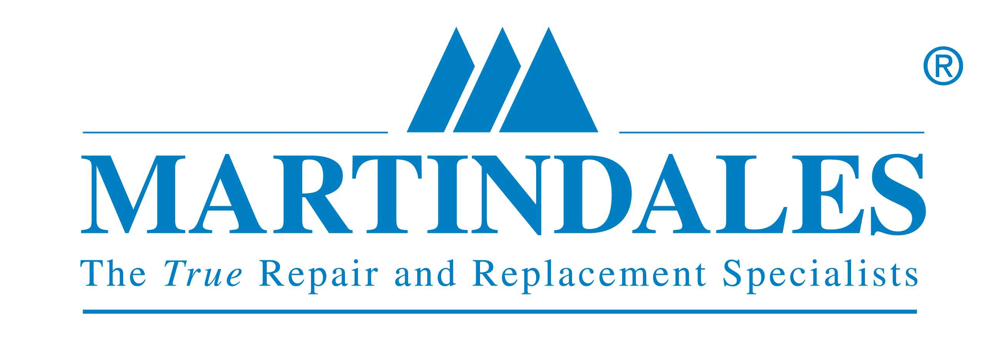 ®
MARTINDALES
The True Repair and Replacement Specialists